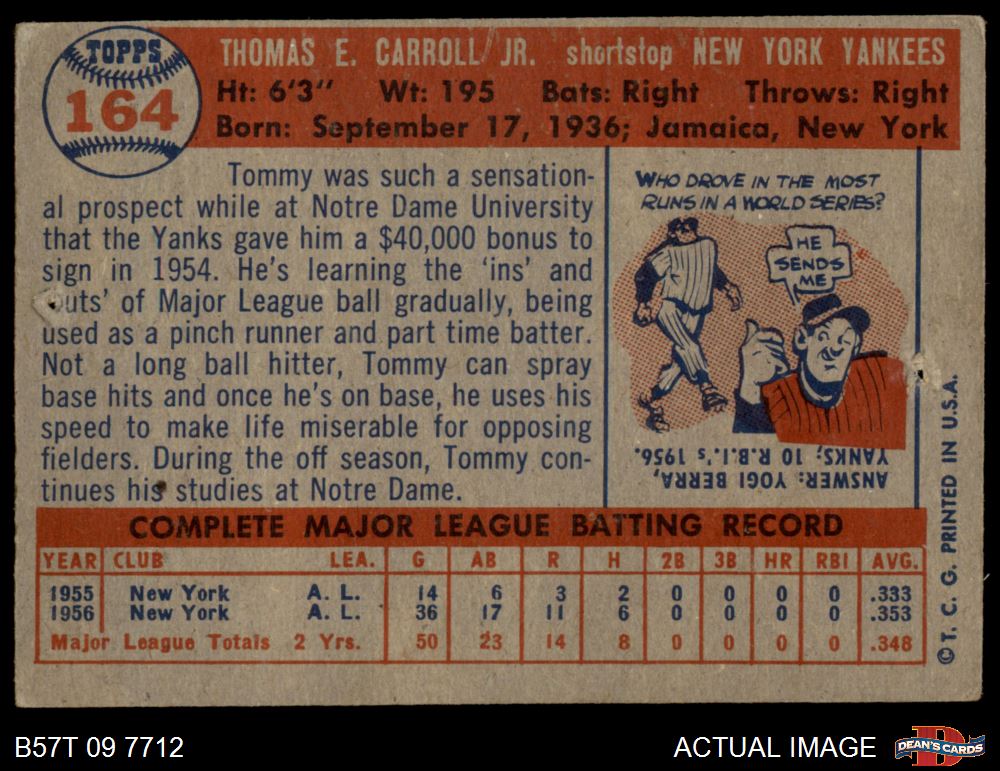 TOPPS
164
THOMAS E. CARROLL JR. shortstop NEW YORK YANKEES
Ht: 6'3" Wt: 195 Bats: Right Throws: Right
Born: September 17, 1936; Jamaica, New York
Tommy was such a sensation-
al prospect while at Notre Dame University
that the Yanks gave him a $40,000 bonus to
sign in 1954. He's learning the 'ins' and
outs' of Major League ball gradually, being
used as a pinch runner and part time batter.
Not a long ball hitter, Tommy can spray
base hits and once he's on base, he uses his
speed to make life miserable for opposing
fielders. During the off season, Tommy con-
tinues his studies at Notre Dame.
WHO DROVE IN THE MOST
RUNS IN A WORLD SERIES?
HE
SENDS
ME
ANSWER: YOGI BERRA,
YANKS; 10 R.B.I.'s 1956.
COMPLETE MAJOR LEAGUE BATTING RECORD
YEAR CLUB LEA. G AB R H 2B 3B HR RBI AVG.
1955 New York A. L. 14 6 3 2 0 0 0 0 .333
1956 New York A. L. 36 17 11 6 0 0 0 0 .353
Major League Totals 2 Yrs. 50 23 14 8 0 0 0 0 .348
©T. C. G. PRINTED IN U.S.A.
B57T 09 7712
ACTUAL IMAGE
D
DEAN'S CARDS